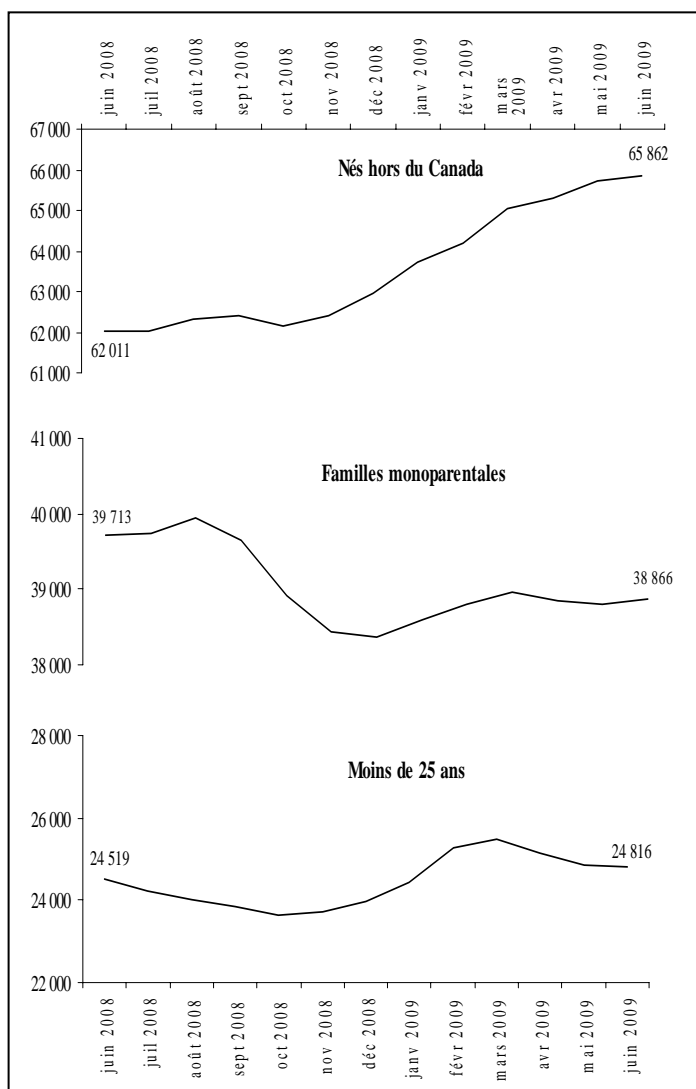 juin 2008
juil 2008
août 2008
sept 2008
oct 2008
nov 2008
déc 2008
janv 2009
févr 2009
mars 2009
avr 2009
mai 2009
juin 2009
67 000
66 000
65 000
64 000
63 000
62 000
61 000
Nés hors du Canada
65 862
62 011
41 000
40 000
39 000
38 000
Familles monoparentales
39 713
38 866
28 000
26 000
24 000
22 000
Moins de 25 ans
24 519
24 816
juin 2008
juil 2008
août 2008
sept 2008
oct 2008
nov 2008
déc 2008
janv 2009
févr 2009
mars 2009
avr 2009
mai 2009
juin 2009